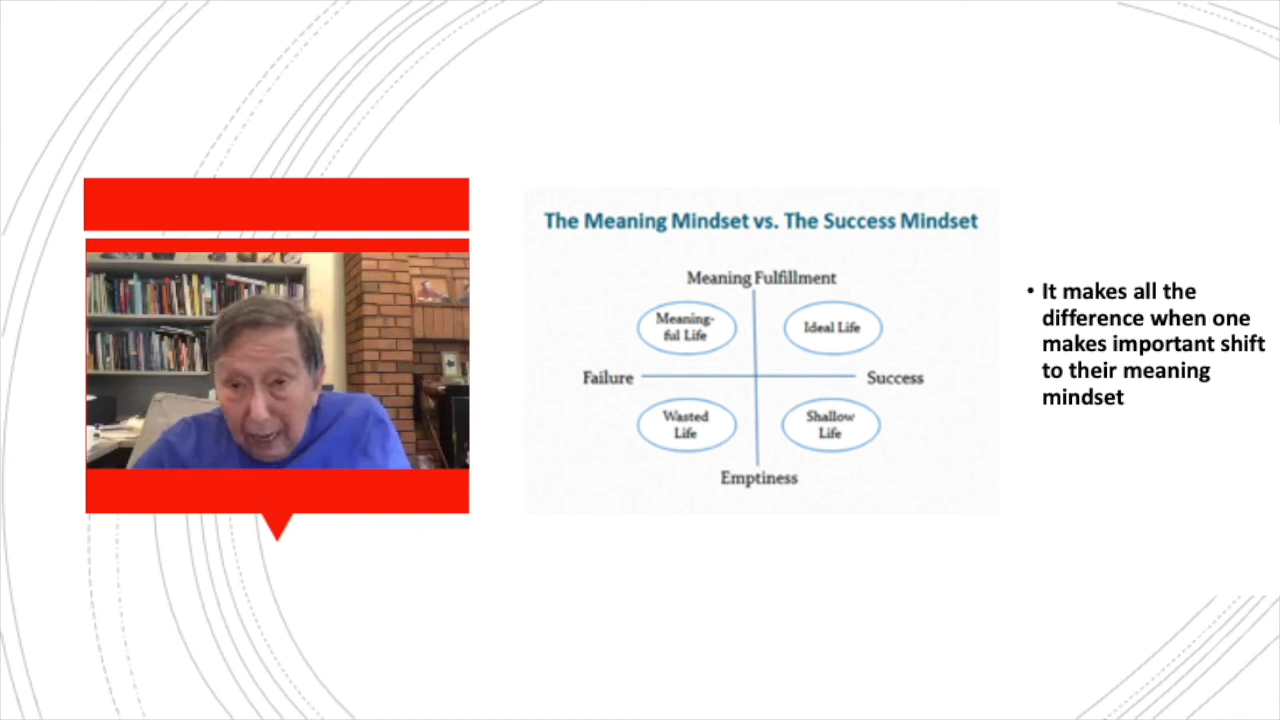 The Meaning Mindset vs. The Success Mindset
Meaning Fulfillment
Meaning-
ful Life
Ideal Life
Failure
Success
Wasted
Life
Shallow
Life
Emptiness
• It makes all the
difference when one
makes important shift
to their meaning
mindset